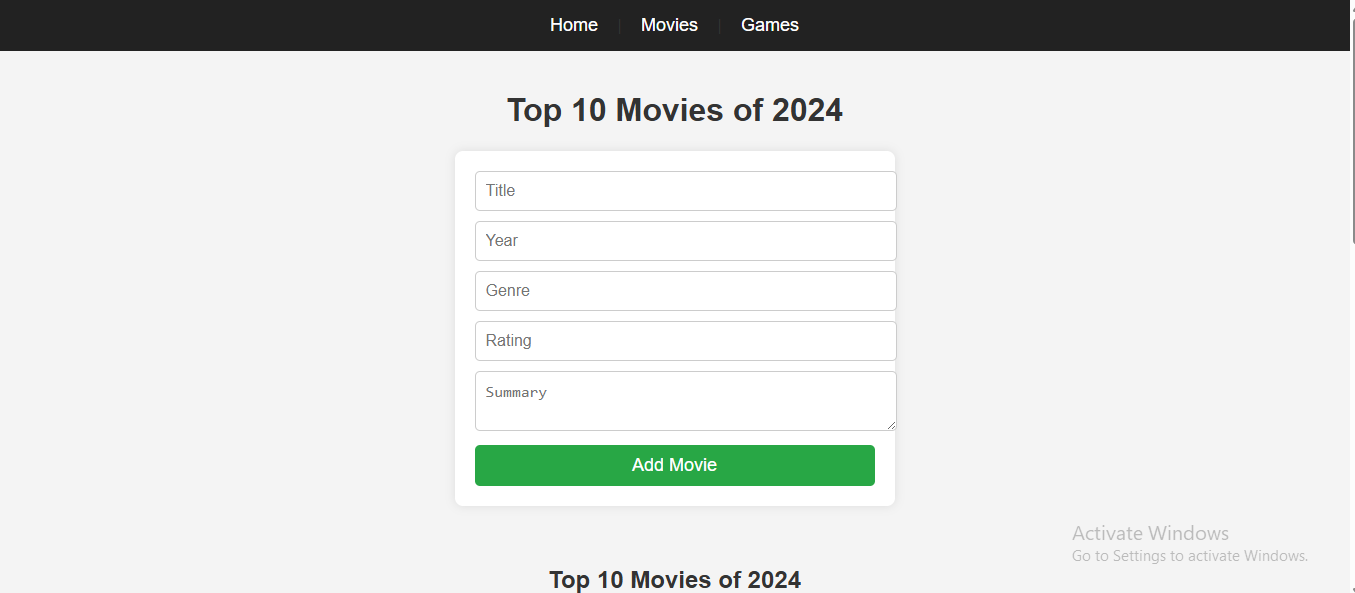 Home | Movies | Games
Top 10 Movies of 2024
Title
Year
Genre
Rating
Summary
Add Movie
Activate Windows
Go to Settings to activate Windows.
Top 10 Movies of 2024